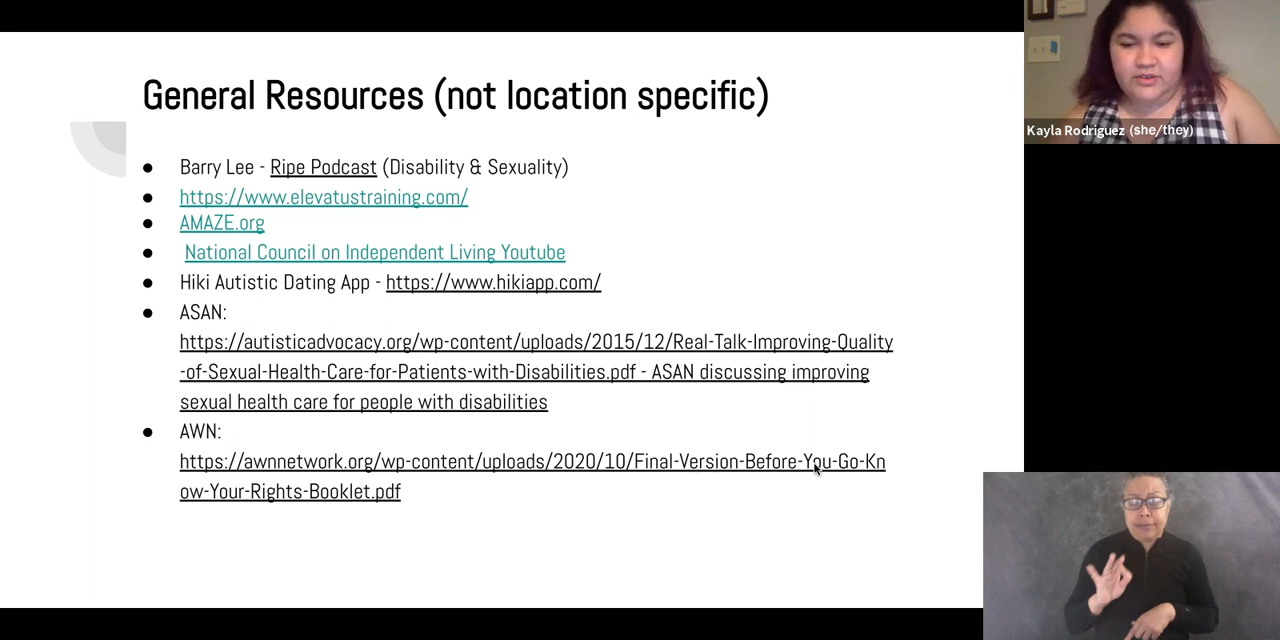 General Resources (not location specific)
Kayla Rodriguez (she/they)
● Barry Lee - Ripe Podcast (Disability & Sexuality)
● https://www.elevatustraining.com/
● AMAZE.org
● National Council on Independent Living Youtube
● Hiki Autistic Dating App - https://www.hikiapp.com/
● ASAN:
https://autisticadvocacy.org/wp-content/uploads/2015/12/Real-Talk-Improving-Quality
-of-Sexual-Health-Care-for-Patients-with-Disabilities.pdf - ASAN discussing improving
sexual health care for people with disabilities
● AWN:
https://awnnetwork.org/wp-content/uploads/2020/10/Final-Version-Before-You-Go-Kn
ow-Your-Rights-Booklet.pdf